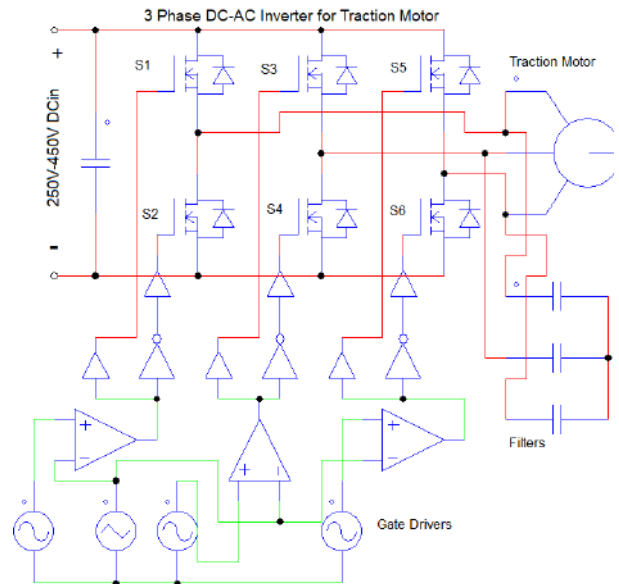 3 Phase DC-AC Inverter for Traction Motor
+
S1
S3
S5
Traction Motor
250V-450V DCin
S2
S4
S6
-
+
-
+
-
+
-
Filters
Gate Drivers